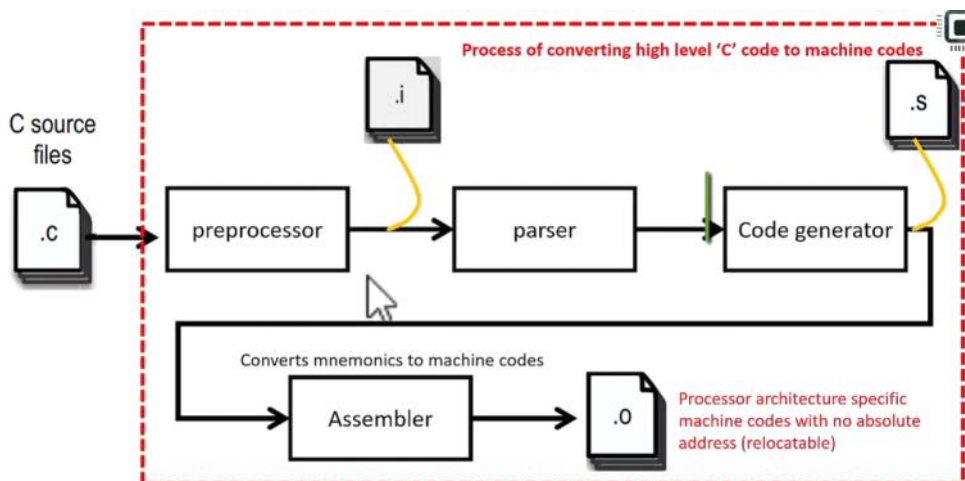 Process of converting high level ‘C’ code to machine codes
.i
.s
C source
files
.c
preprocessor
parser
Code generator
Converts mnemonics to machine codes
Assembler
.o
Processor architecture specific
machine codes with no absolute
address (relocatable)